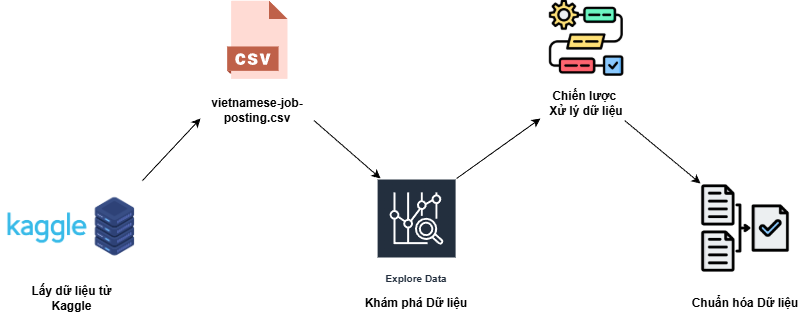 CSV
vietnamese-job-
posting.csv
Chiến lược
Xử lý dữ liệu
kaggle
Lấy dữ liệu từ
Kaggle
Explore Data
Khám phá Dữ liệu
Chuẩn hóa Dữ liệu